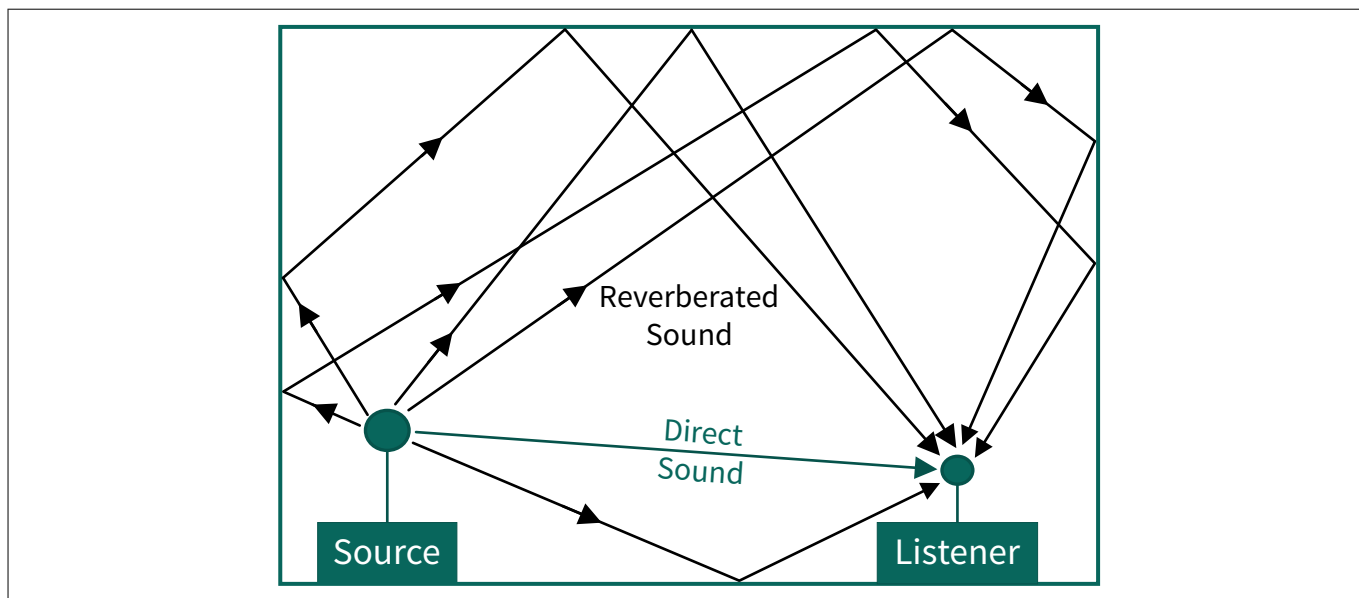 Reverberated
Sound
Direct
Sound
Source
Listener